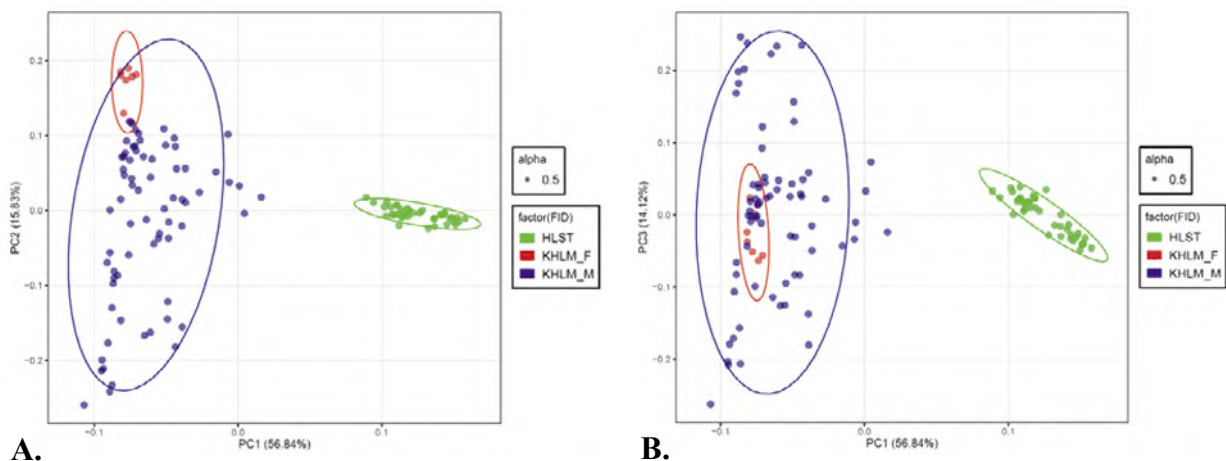 0.2
0.1
0.0
−0.1
−0.2
PC2 (15.83%)
−0.1
0.0
0.1
PC1 (56.84%)
alpha
0.5
factor(FID)
HLST
KHLM_F
KHLM_M
A.
0.2
0.1
0.0
−0.1
−0.2
PC3 (14.12%)
−0.1
0.0
0.1
PC1 (56.84%)
alpha
0.5
factor(FID)
HLST
KHLM_F
KHLM_M
B.